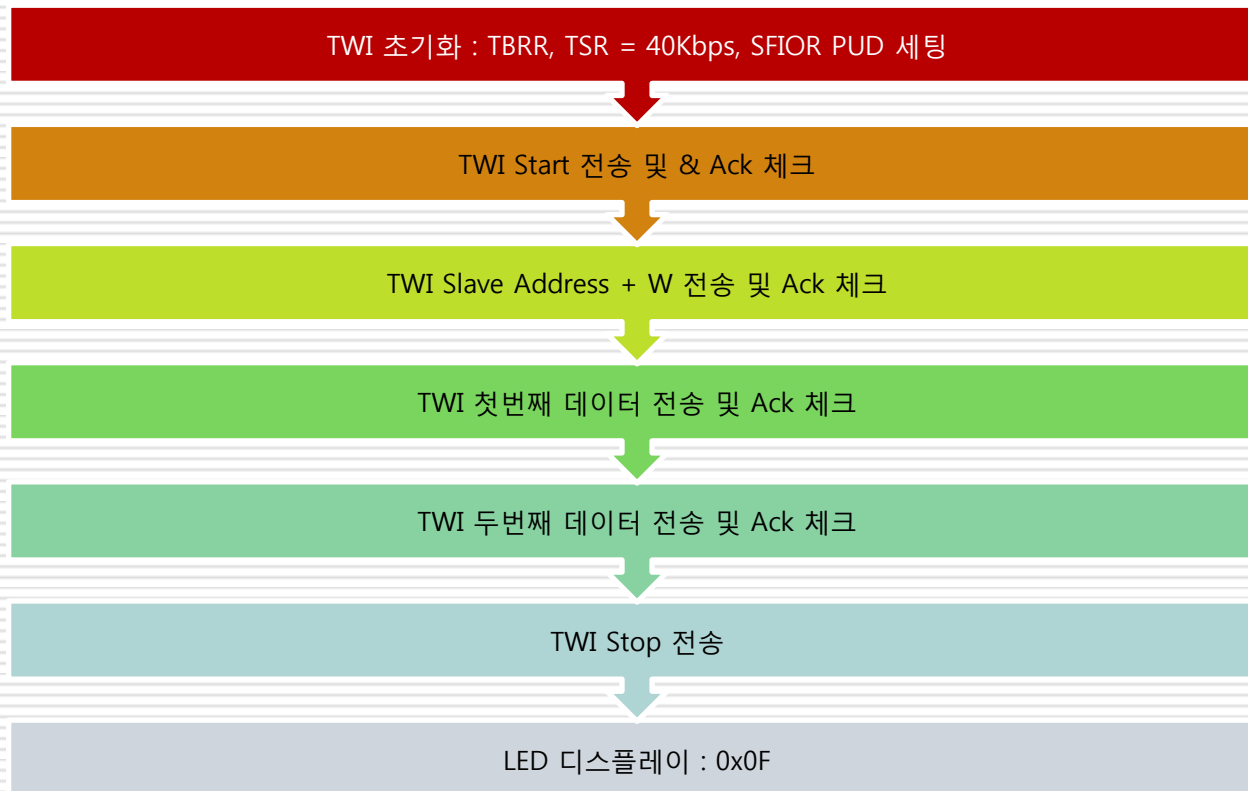 TWI 초기화 : TBRR, TSR = 40Kbps, SFIOR PUD 세팅
TWI Start 전송 및 & Ack 체크
TWI Slave Address + W 전송 및 Ack 체크
TWI 첫번째 데이터 전송 및 Ack 체크
TWI 두번째 데이터 전송 및 Ack 체크
TWI Stop 전송
LED 디스플레이 : 0x0F